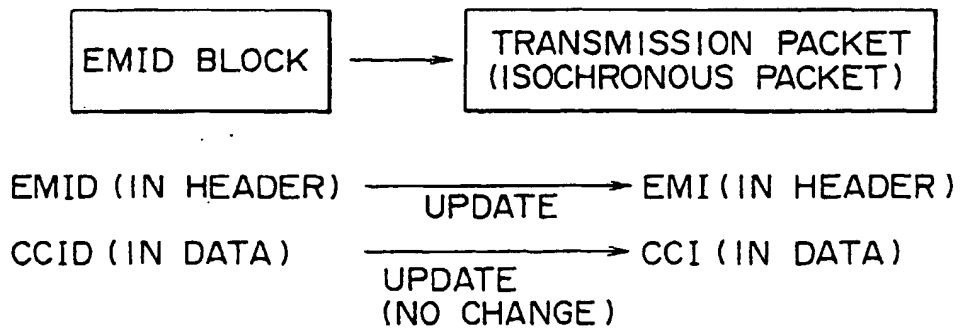 EMID BLOCK
TRANSMISSION PACKET
(ISOCHRONOUS PACKET)
EMID (IN HEADER)
UPDATE
EMI (IN HEADER)
CCID (IN DATA)
UPDATE
(NO CHANGE)
CCI (IN DATA)